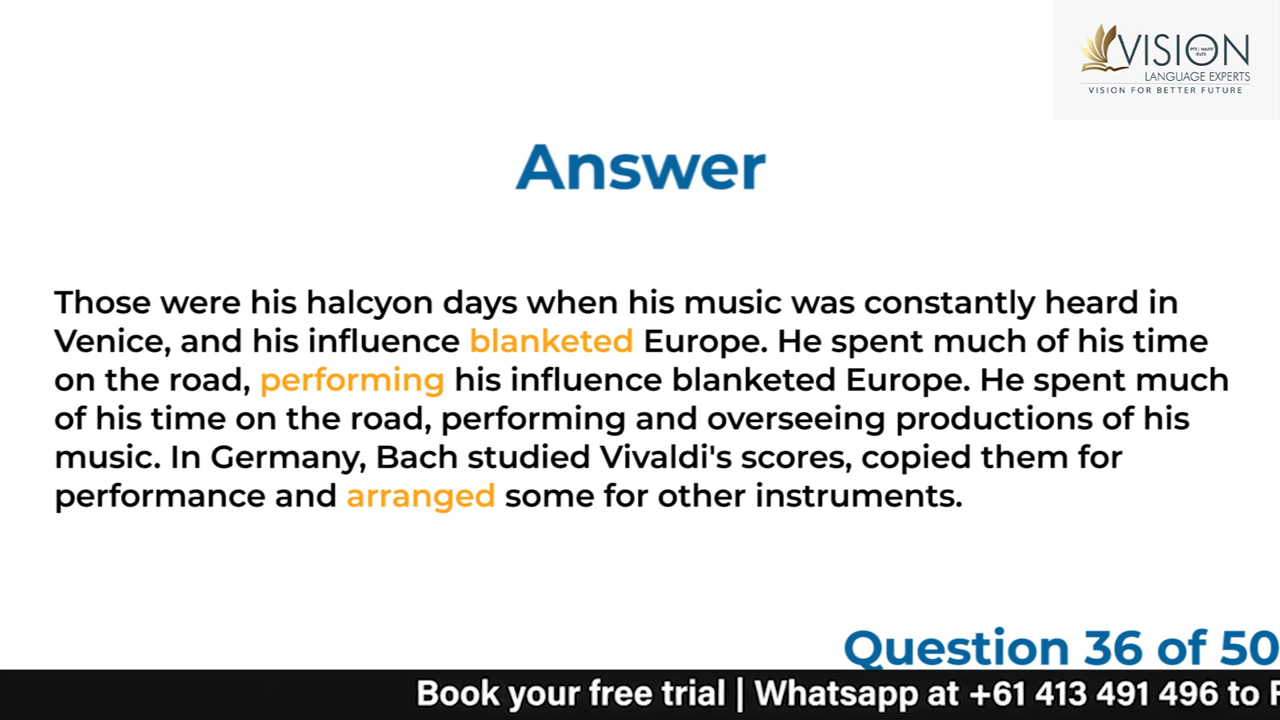 VISION
LANGUAGE EXPERTS
VISION FOR BETTER FUTURE
Answer
Those were his halcyon days when his music was constantly heard in
Venice, and his influence blanketed Europe. He spent much of his time
on the road, performing his influence blanketed Europe. He spent much
of his time on the road, performing and overseeing productions of his
music. In Germany, Bach studied Vivaldi's scores, copied them for
performance and arranged some for other instruments.
Question 36 of 50
Book your free trial | Whatsapp at +61 413 491 496 to